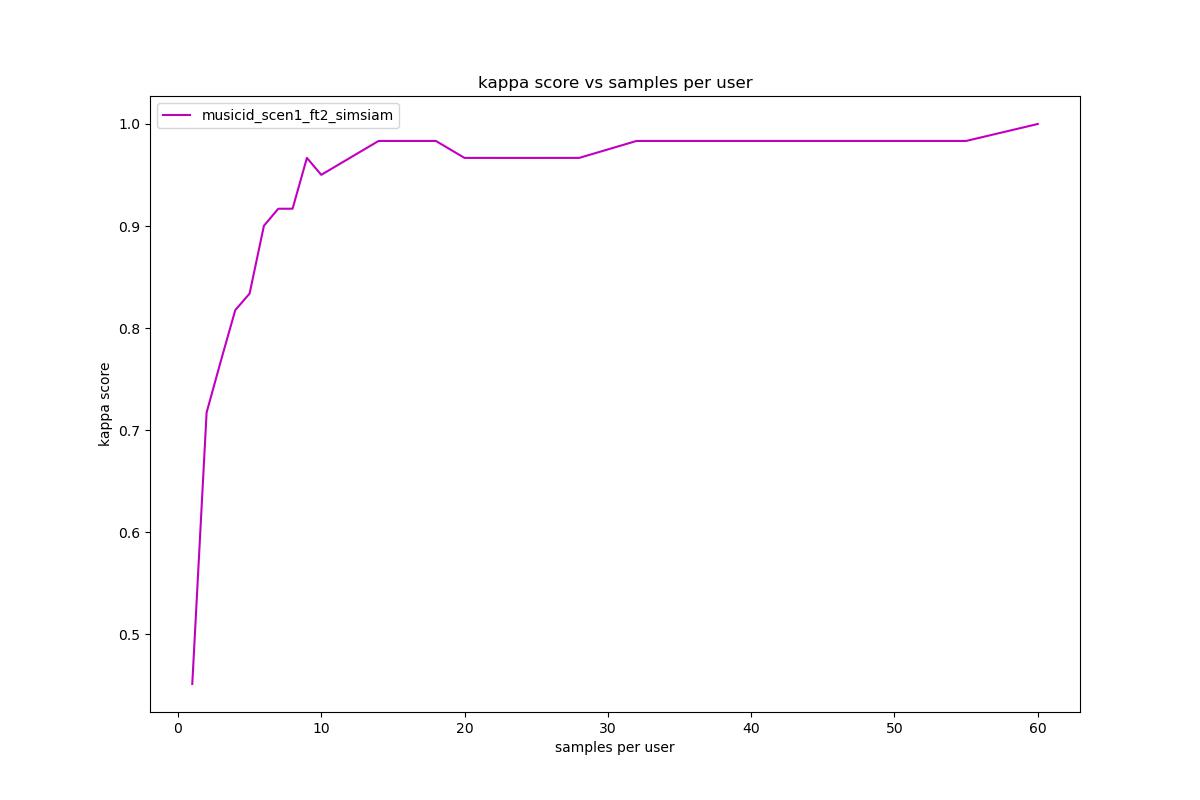 kappa score vs samples per user
musicid_scen1_ft2_simsiam
1.0
0.9
0.8
0.7
0.6
0.5
kappa score
0 10 20 30 40 50 60
samples per user